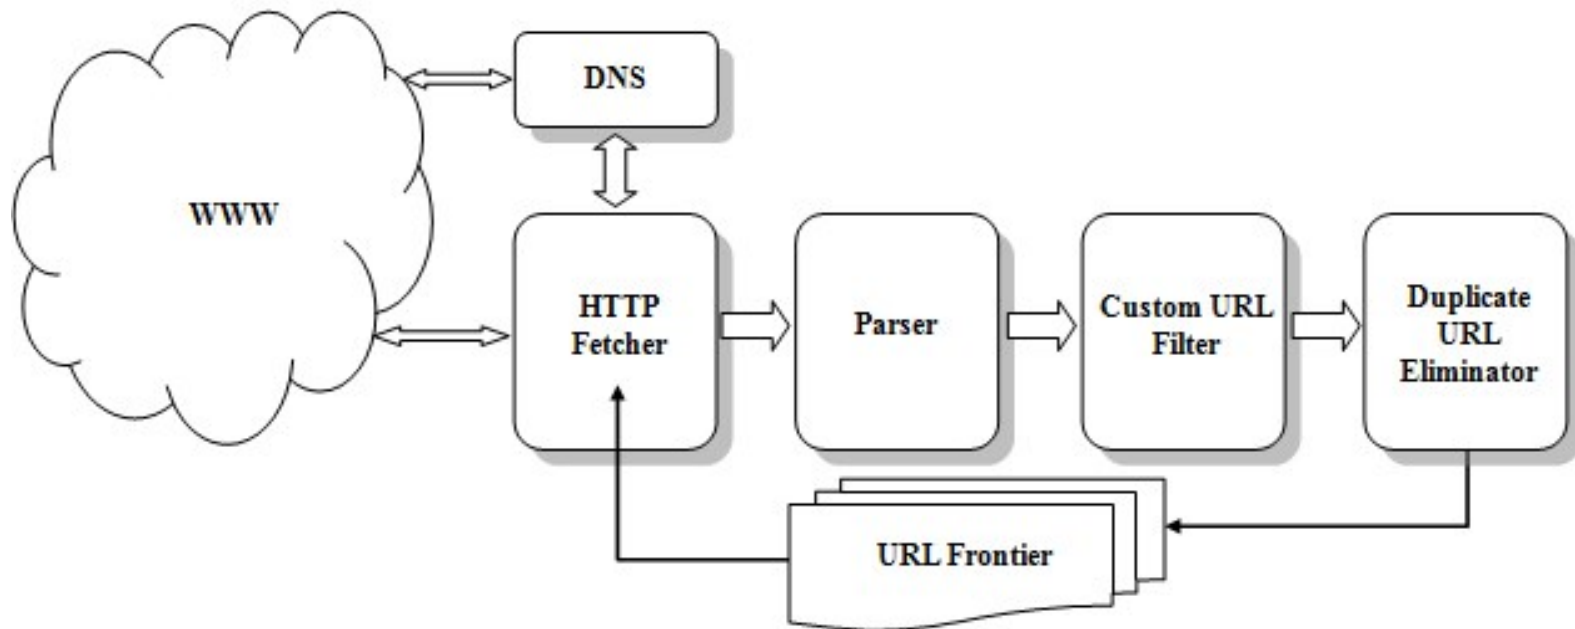 DNS
WWW
HTTP
Fetcher
Parser
Custom URL
Filter
Duplicate
URL
Eliminator
URL Frontier